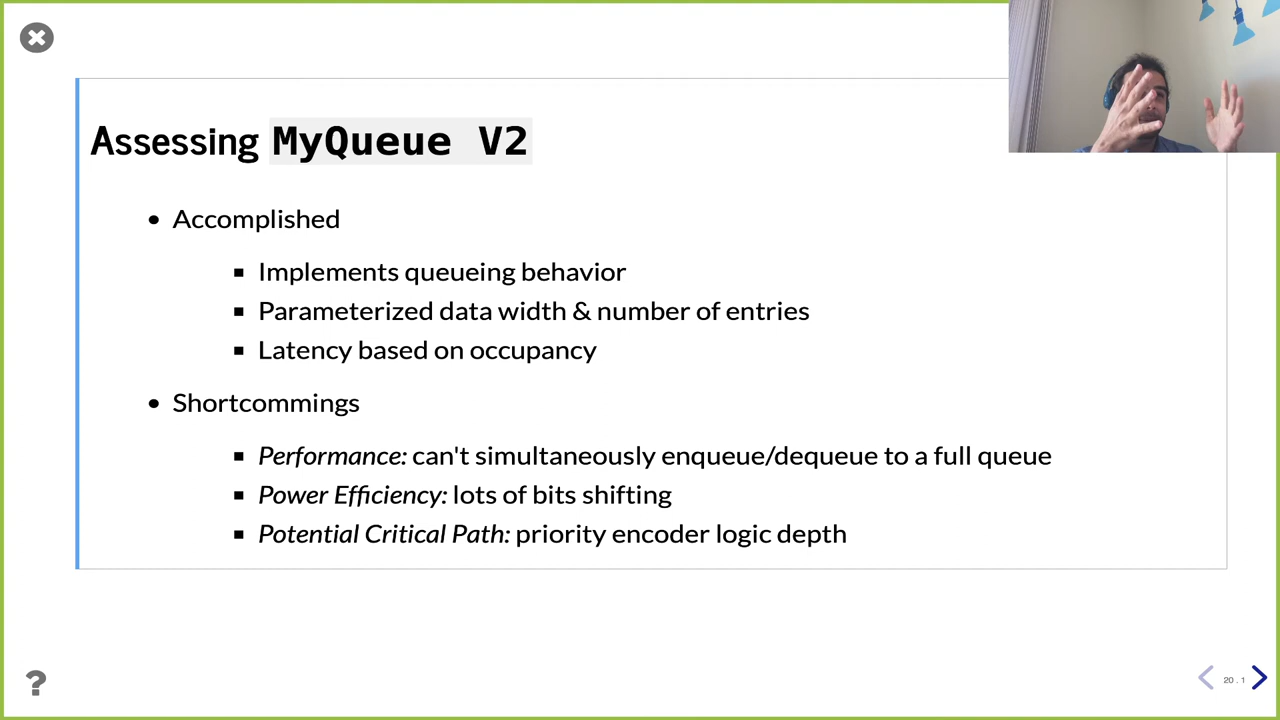 Assessing MyQueue V2
• Accomplished
▪ Implements queueing behavior
▪ Parameterized data width & number of entries
▪ Latency based on occupancy
• Shortcommings
▪ Performance: can't simultaneously enqueue/dequeue to a full queue
▪ Power Efficiency: lots of bits shifting
▪ Potential Critical Path: priority encoder logic depth
?
20 . 1